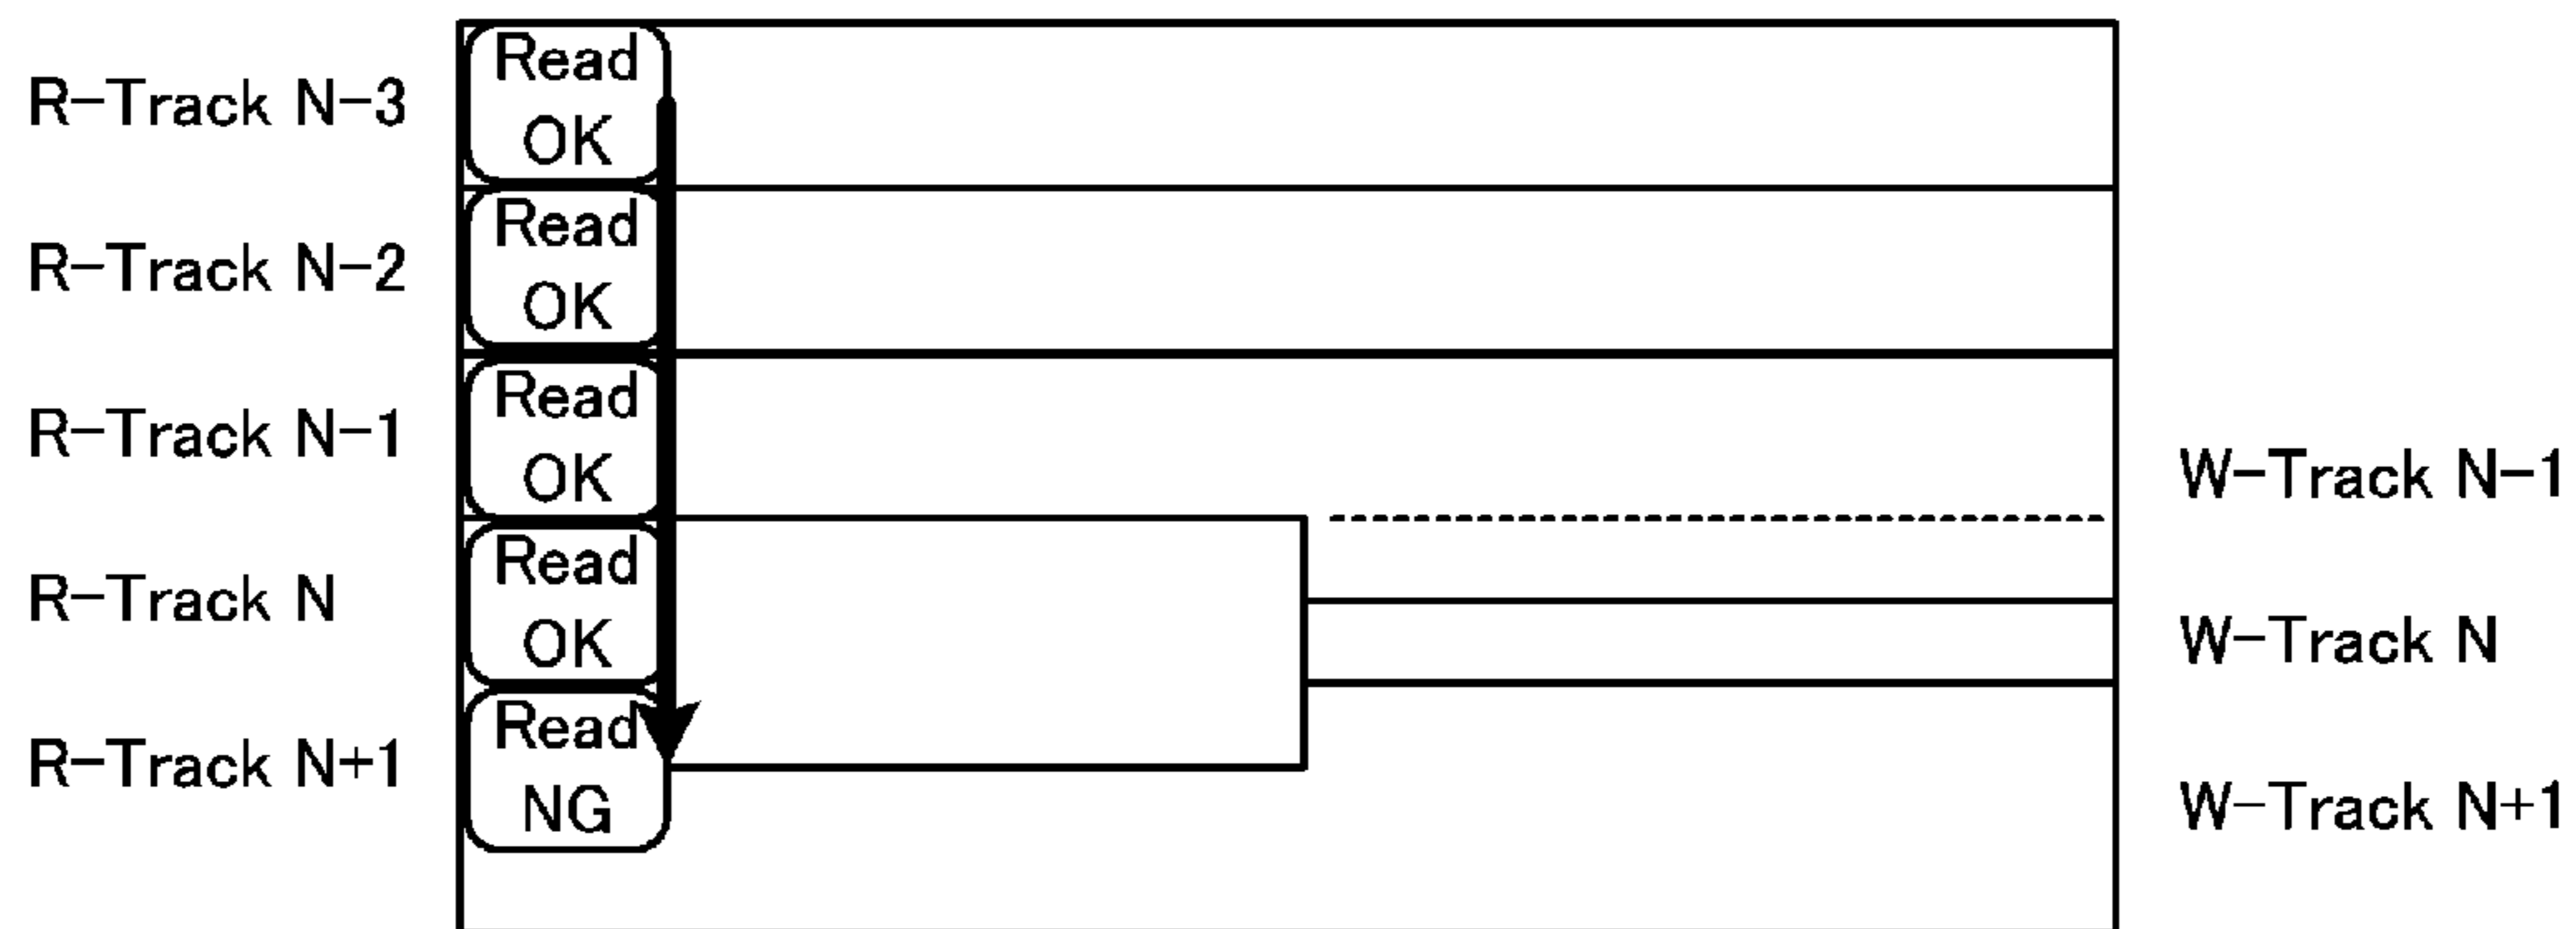 R-Track N-3
Read
OK
R-Track N-2
Read
OK
R-Track N-1
Read
OK
W-Track N-1
R-Track N
Read
OK
W-Track N
R-Track N+1
Read
NG
W-Track N+1